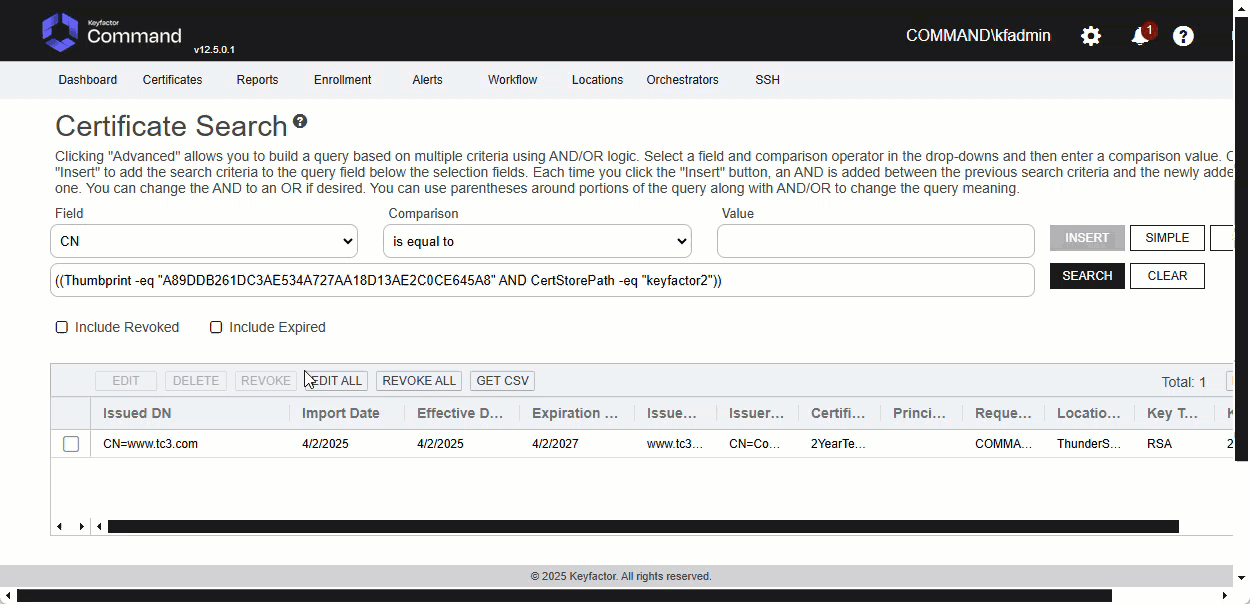 Keyfactor
Command
v12.5.0.1
COMMAND\kfadmin
1
?
Dashboard Certificates Reports Enrollment Alerts Workflow Locations Orchestrators SSH
Certificate Search ?
Clicking "Advanced" allows you to build a query based on multiple criteria using AND/OR logic. Select a field and comparison operator in the drop-downs and then enter a comparison value. C
"Insert" to add the search criteria to the query field below the selection fields. Each time you click the "Insert" button, an AND is added between the previous search criteria and the newly adde
one. You can change the AND to an OR if desired. You can use parentheses around portions of the query along with AND/OR to change the query meaning.
Field Comparison Value
CN is equal to INSERT SIMPLE
((Thumbprint -eq "A89DDB261DC3AE534A727AA18D13AE2C0CE645A8" AND CertStorePath -eq "keyfactor2")) SEARCH CLEAR
Include Revoked Include Expired
EDIT DELETE REVOKE EDIT ALL REVOKE ALL GET CSV Total: 1
Issued DN Import Date Effective D... Expiration ... Issue... Issuer... Certifi... Princi... Reque... Locatio... Key T... K
CN=www.tc3.com 4/2/2025 4/2/2025 4/2/2027 www.tc3... CN=Co... 2YearTe... COMMA... ThunderS... RSA 2
© 2025 Keyfactor. All rights reserved.